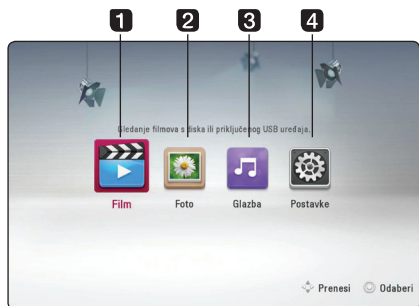 1 2 3 4
Gledanje filmova s diska ili priključenog USB uređaja.
Film Foto Glazba Postavke
Prenesi Odaberi